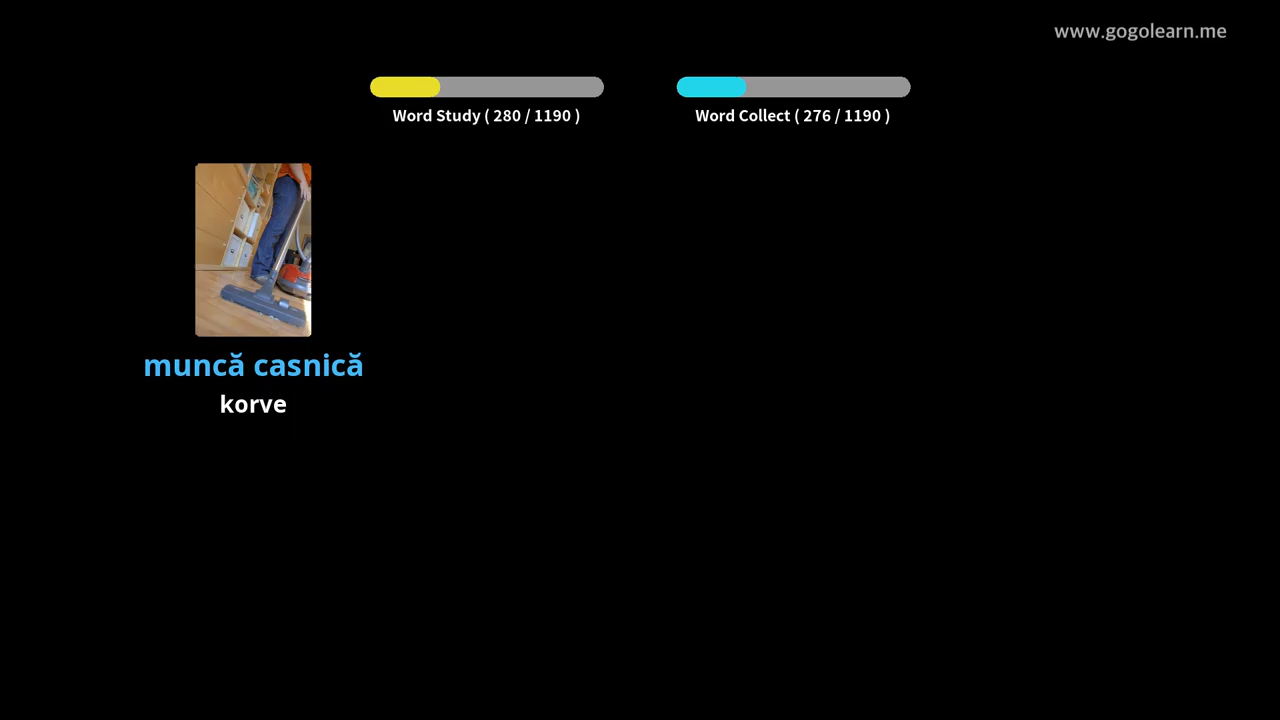 www.gogolearn.me
Word Study ( 280 / 1190 )
Word Collect ( 276 / 1190 )
muncă casnică
korve